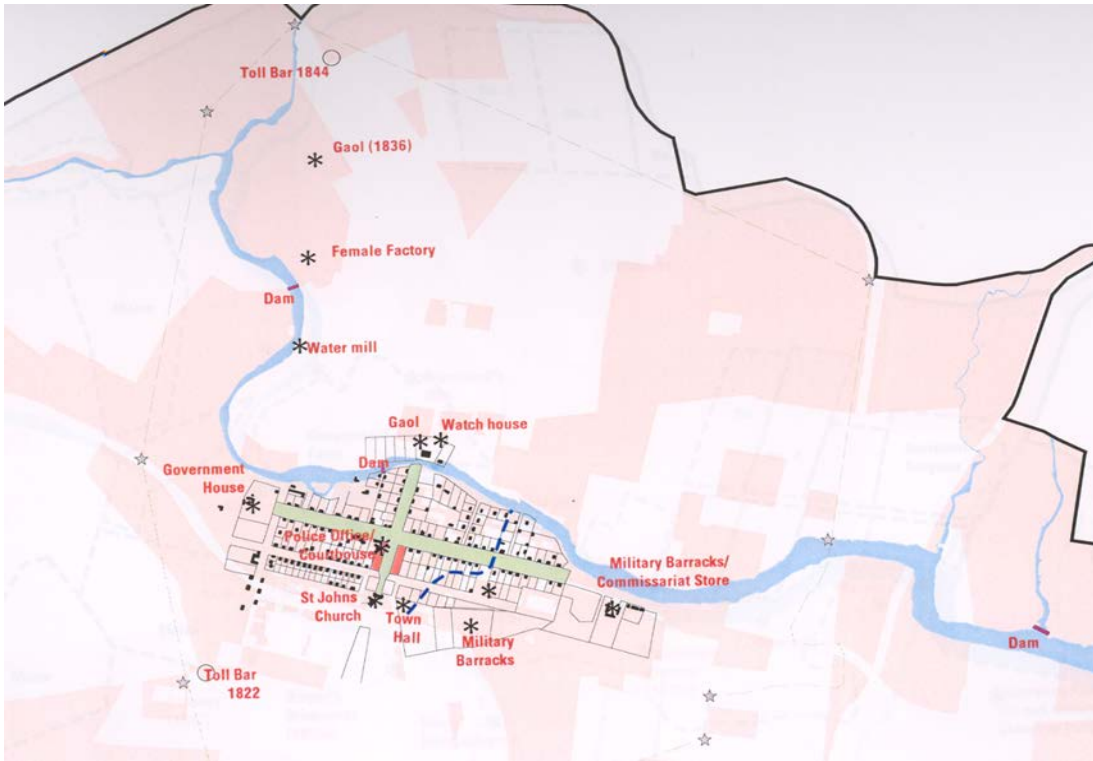 Toll Bar 1844
Gaol (1836)
Female Factory
Dam
Water mill
Gaol
Watch house
Dam
Government
House
Police Office/
Courthouse
Military Barracks/
Commissariat Store
St Johns
Church
Town
Hall
Military
Barracks
Dam
Toll Bar
1822